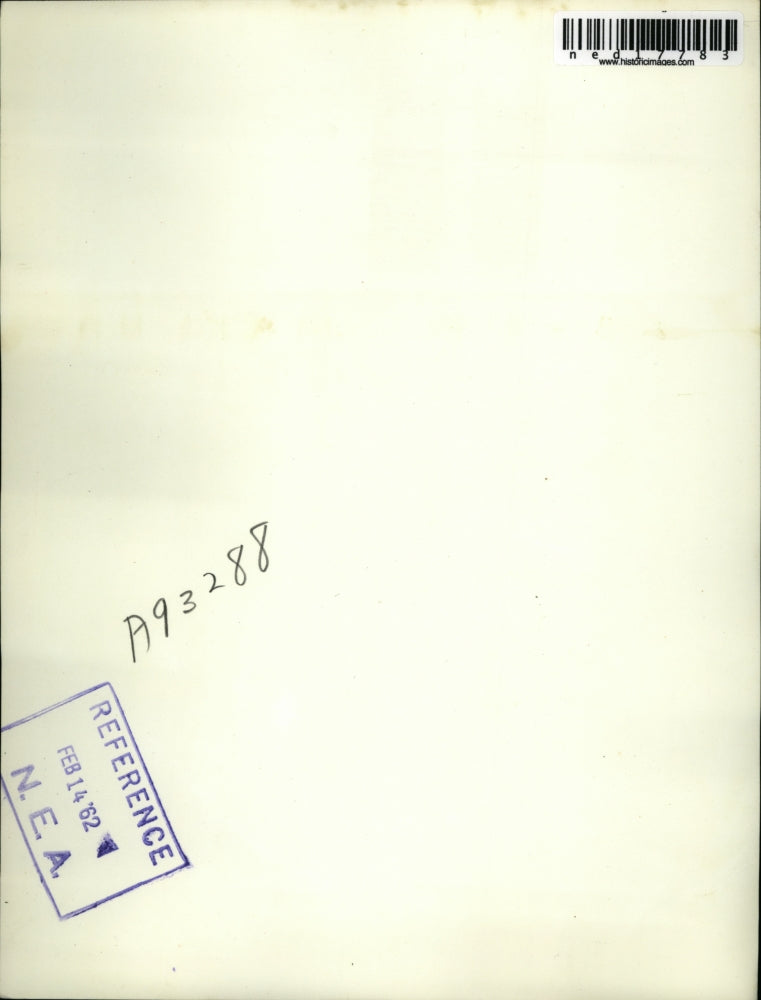 ned17783
www.historicimages.com
A93288
REFERENCE
FEB 14 '62
N. E. A.